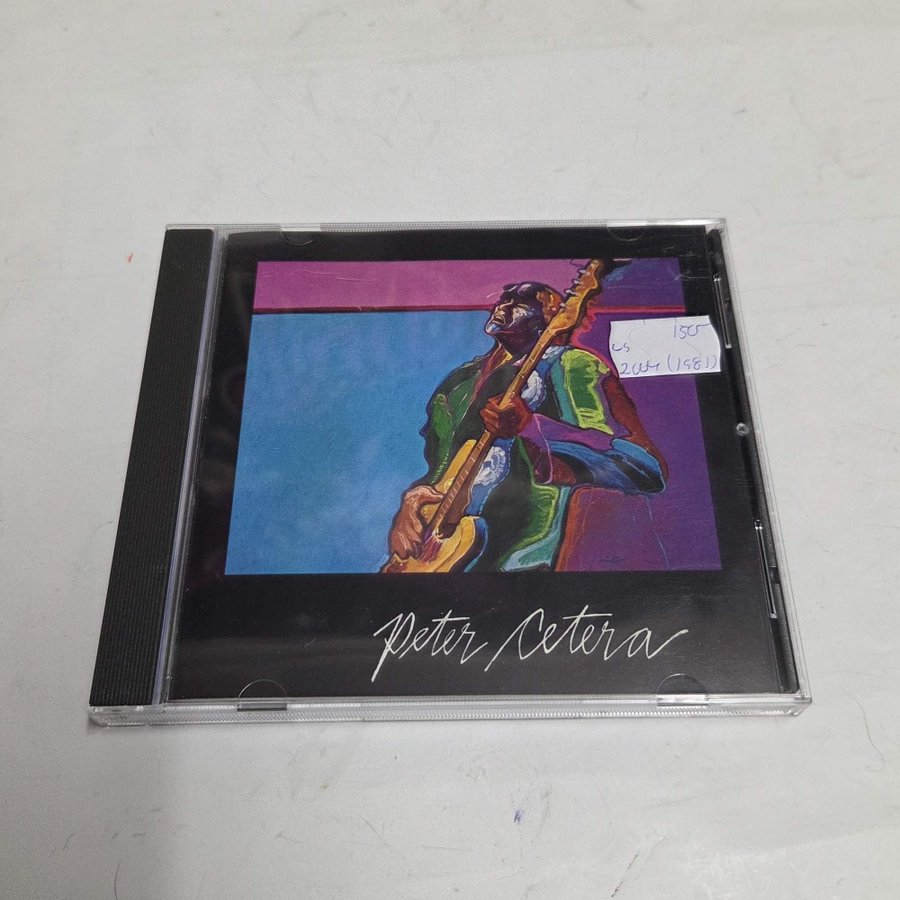 150
us
2004 (1981)
Peter Cetera